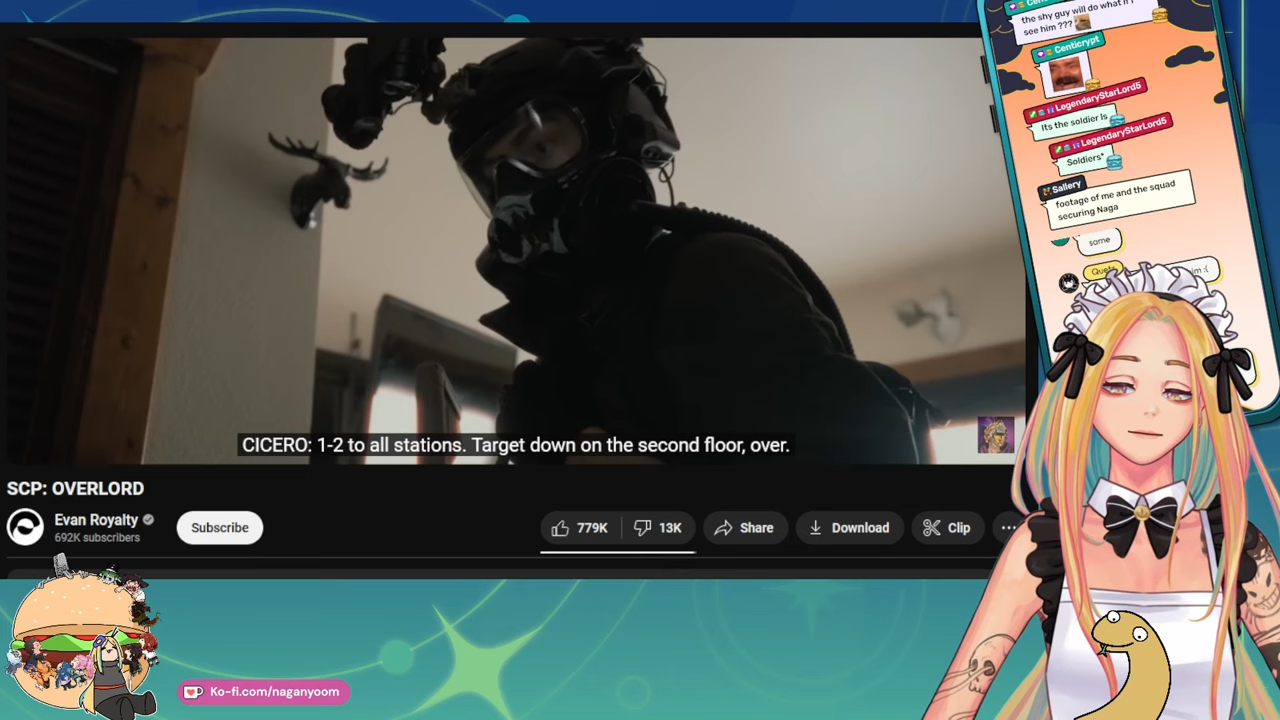 the shy guy will do what if i
see him ???
Centicrypt
LegendaryStarLord5
Its the soldier Is
LegendaryStarLord5
Soldiers*
Sallery
footage of me and the squad
securing Naga
some
CICERO: 1-2 to all stations. Target down on the second floor, over.
SCP: OVERLORD
Evan Royalty
692K subscribers
Subscribe
779K
13K
Share
Download
Clip
Ko-fi.com/naganyoom